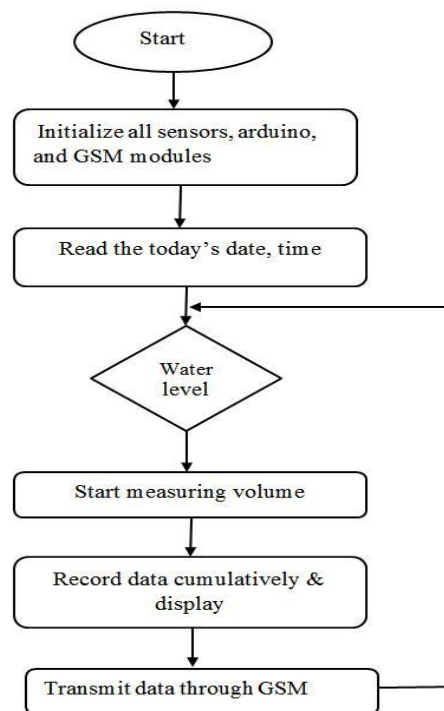 Start
Initialize all sensors, arduino,
and GSM modules
Read the today's date, time
Water
level
Start measuring volume
Record data cumulatively &
display
Transmit data through GSM